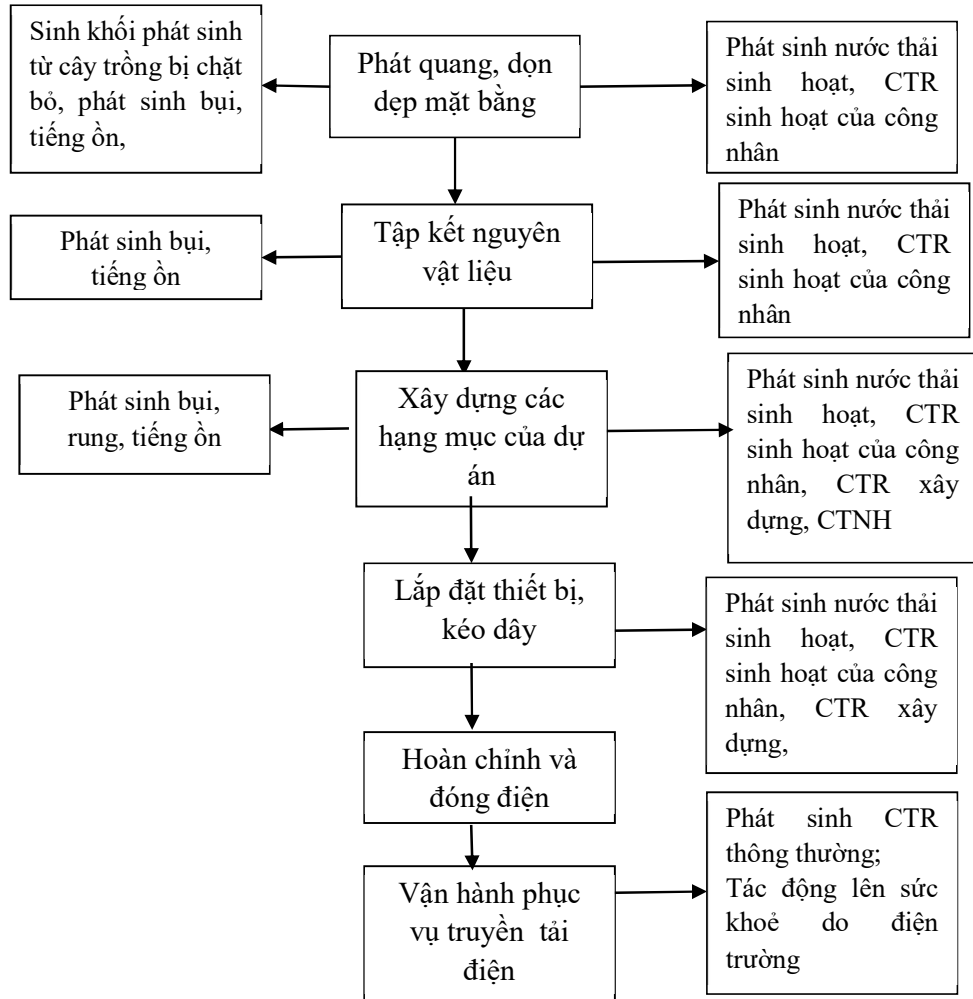 Sinh khối phát sinh
từ cây trồng bị chặt
bỏ, phát sinh bụi,
tiếng ồn,
Phát quang, dọn
dẹp mặt bằng
Phát sinh nước thải
sinh hoạt, CTR
sinh hoạt của công
nhân
Phát sinh bụi,
tiếng ồn
Tập kết nguyên
vật liệu
Phát sinh nước thải
sinh hoạt, CTR
sinh hoạt của công
nhân
Phát sinh bụi,
rung, tiếng ồn
Xây dựng các
hạng mục của dự
án
Phát sinh nước thải
sinh hoạt, CTR
sinh hoạt của công
nhân, CTR xây
dựng, CTNH
Lắp đặt thiết bị,
kéo dây
Phát sinh nước thải
sinh hoạt, CTR
sinh hoạt của công
nhân, CTR xây
dựng,
Hoàn chỉnh và
đóng điện
Vận hành phục
vụ truyền tải
điện
Phát sinh CTR
thông thường;
Tác động lên sức
khoẻ do điện
trường